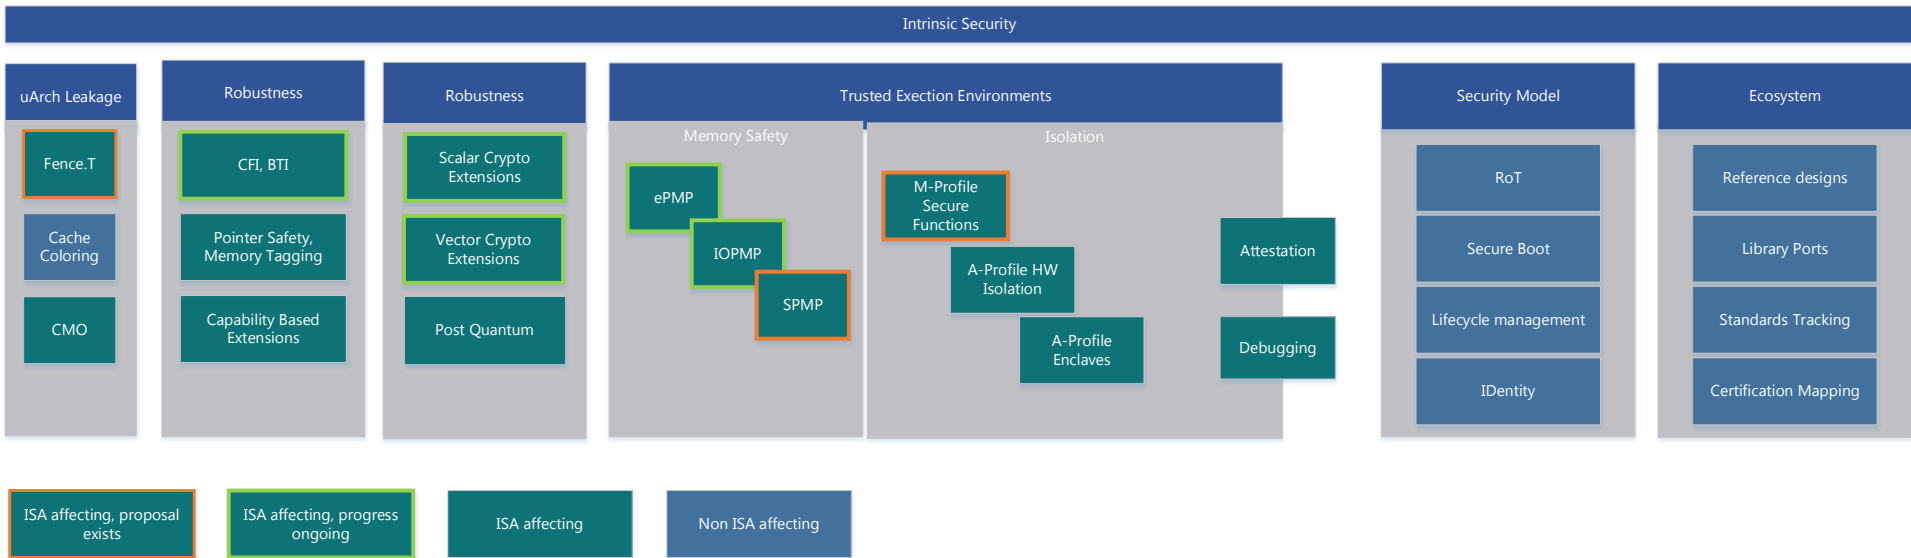 Intrinsic Security
uArch Leakage
Fence.T
Cache
Coloring
CMO
Robustness
CFI, BTI
Pointer Safety,
Memory Tagging
Capability Based
Extensions
Robustness
Scalar Crypto
Extensions
Vector Crypto
Extensions
Post Quantum
Trusted Exection Environments
Memory Safety
ePMP
IOPMP
SPMP
Isolation
M-Profile
Secure
Functions
A-Profile HW
Isolation
A-Profile
Enclaves
Attestation
Debugging
Security Model
RoT
Secure Boot
Lifecycle management
IDentity
Ecosystem
Reference designs
Library Ports
Standards Tracking
Certification Mapping
ISA affecting, proposal
exists
ISA affecting, progress
ongoing
ISA affecting
Non ISA affecting